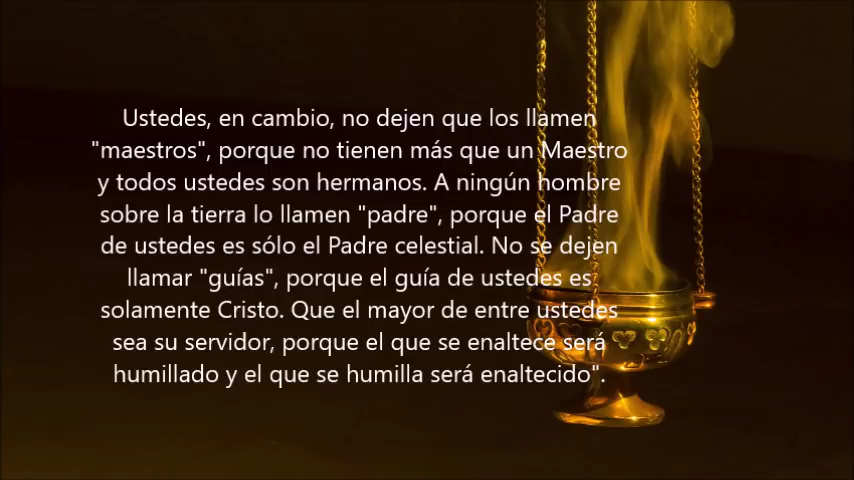 Ustedes, en cambio, no dejen que los llamen
"maestros", porque no tienen más que un Maestro
y todos ustedes son hermanos. A ningún hombre
sobre la tierra lo llamen "padre", porque el Padre
de ustedes es sólo el Padre celestial. No se dejen
llamar "guías", porque el guía de ustedes es
solamente Cristo. Que el mayor de entre ustedes
sea su servidor, porque el que se enaltece será
humillado y el que se humilla será enaltecido".